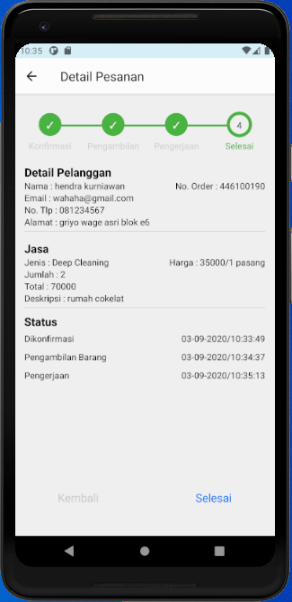 10:35
Detail Pesanan
4
Konfirmasi Pengambilan Pengerjaan Selesai
Detail Pelanggan
Nama : hendra kurniawan No. Order : 446100190
Email : wahaha@gmail.com
No. Tlp : 081234567
Alamat : griyo wage asri blok e6
Jasa
Jenis : Deep Cleaning Harga : 35000/1 pasang
Jumlah : 2
Total : 70000
Deskripsi : rumah cokelat
Status
Dikonfirmasi 03-09-2020/10:33:49
Pengambilan Barang 03-09-2020/10:34:37
Pengerjaan 03-09-2020/10:35:13
Kembali Selesai